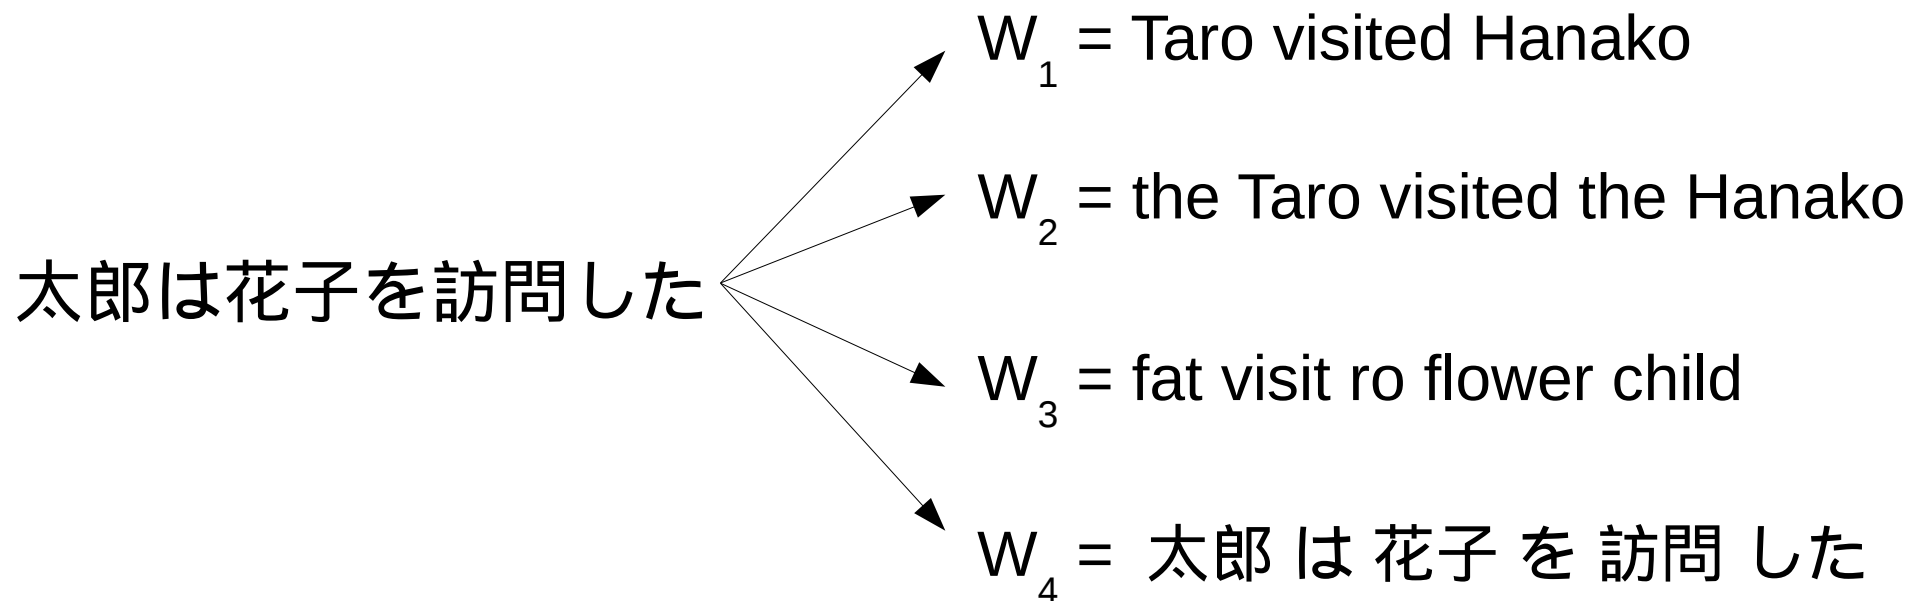 W1 = Taro visited Hanako
W2 = the Taro visited the Hanako
太郎は花子を訪問した
W3 = fat visit ro flower child
W4 = 太郎 は 花子 を 訪問 した